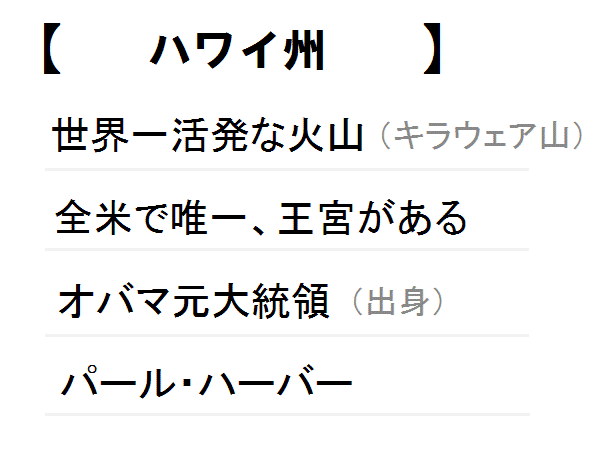 【 ハワイ州 】
世界一活発な火山（キラウェア山）
全米で唯一、王宮がある
オバマ元大統領（出身）
パール・ハーバー